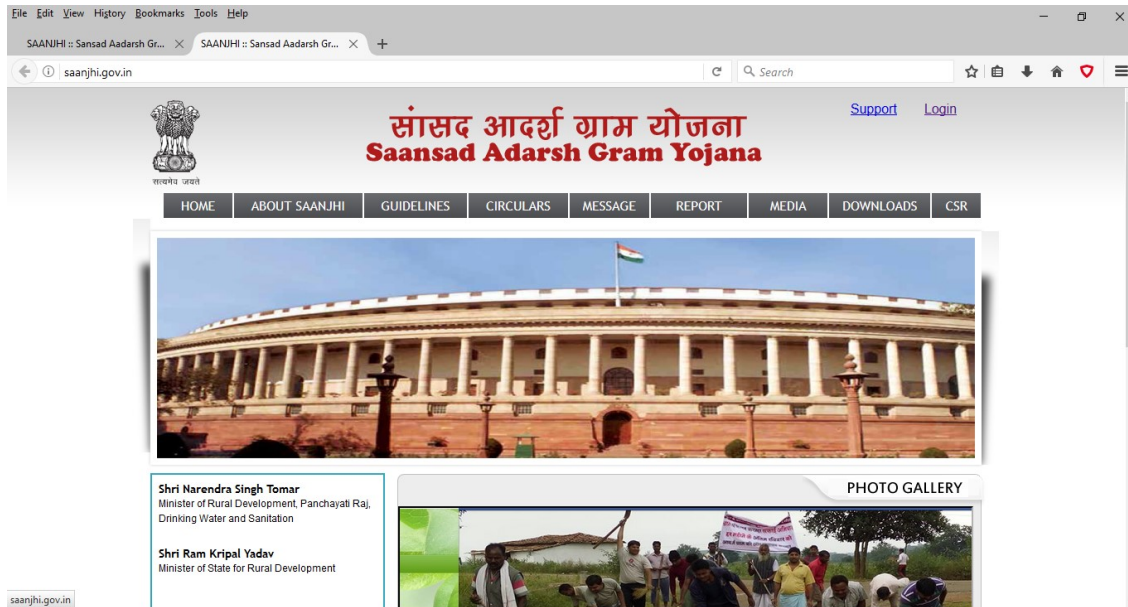 File Edit View History Bookmarks Tools Help
SAANJHI :: Sansad Aadarsh Gr... SAANJHI :: Sansad Aadarsh Gr...
saanjhi.gov.in Search
सांसद आदर्श ग्राम योजना
Saansad Adarsh Gram Yojana
Support Login
सत्यमेव जयते
HOME ABOUT SAANJHI GUIDELINES CIRCULARS MESSAGE REPORT MEDIA DOWNLOADS CSR
Shri Narendra Singh Tomar
Minister of Rural Development, Panchayati Raj,
Drinking Water and Sanitation
Shri Ram Kripal Yadav
Minister of State for Rural Development
PHOTO GALLERY
saanjhi.gov.in